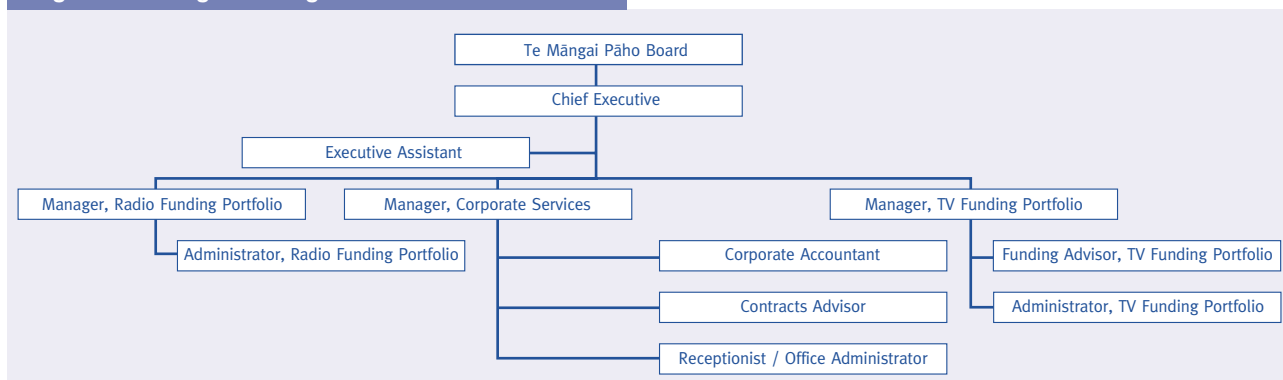 Te Māngai Pāho Board
Chief Executive
Executive Assistant
Manager, Radio Funding Portfolio
Manager, Corporate Services
Manager, TV Funding Portfolio
Administrator, Radio Funding Portfolio
Corporate Accountant
Funding Advisor, TV Funding Portfolio
Contracts Advisor
Administrator, TV Funding Portfolio
Receptionist / Office Administrator